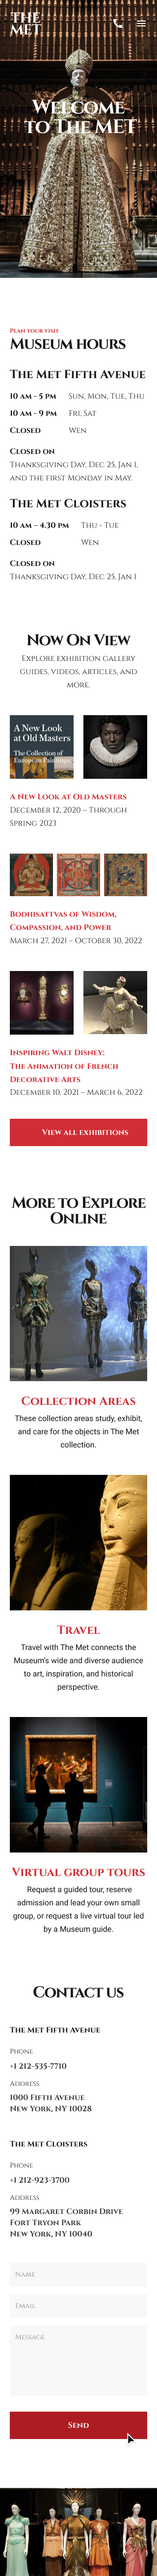 THE
MET
Welcome
to The MET
Plan your visit
Museum hours
The Met Fifth Avenue
10 am - 5 pm Sun, Mon, Tue, Thu
10 am - 9 pm Fri, Sat
Closed Wen
Closed on
Thanksgiving Day, Dec 25, Jan 1,
and the first Monday in May.
The Met Cloisters
10 am – 4.30 pm Thu - Tue
Closed Wen
Closed on
Thanksgiving Day, Dec 25, Jan 1
Now On View
Explore exhibition gallery
guides, videos, articles, and
more.
A New Look
at Old Masters
The Collection of
European Paintings
A New Look at Old Masters
December 12, 2020 – Through
Spring 2023
Bodhisattvas of Wisdom,
Compassion, and Power
March 27, 2021 – October 30, 2022
Inspiring Walt Disney:
The Animation of French
Decorative Arts
December 10, 2021 – March 6, 2022
View all exhibitions
More to Explore
Online
Collection Areas
These collection areas study, exhibit,
and care for the objects in The Met
collection.
Travel
Travel with The Met connects the
Museum's wide and diverse audience
to art, inspiration, and historical
perspective.
Virtual group tours
Request a guided tour, reserve
admission and lead your own small
group, or request a live virtual tour led
by a Museum guide.
Contact us
The Met Fifth Avenue
Phone
+1 212-535-7710
Address
1000 Fifth Avenue
New York, NY 10028
The Met Cloisters
Phone
+1 212-923-3700
Address
99 Margaret Corbin Drive
Fort Tryon Park
New York, NY 10040
Name
Email
Message
Send